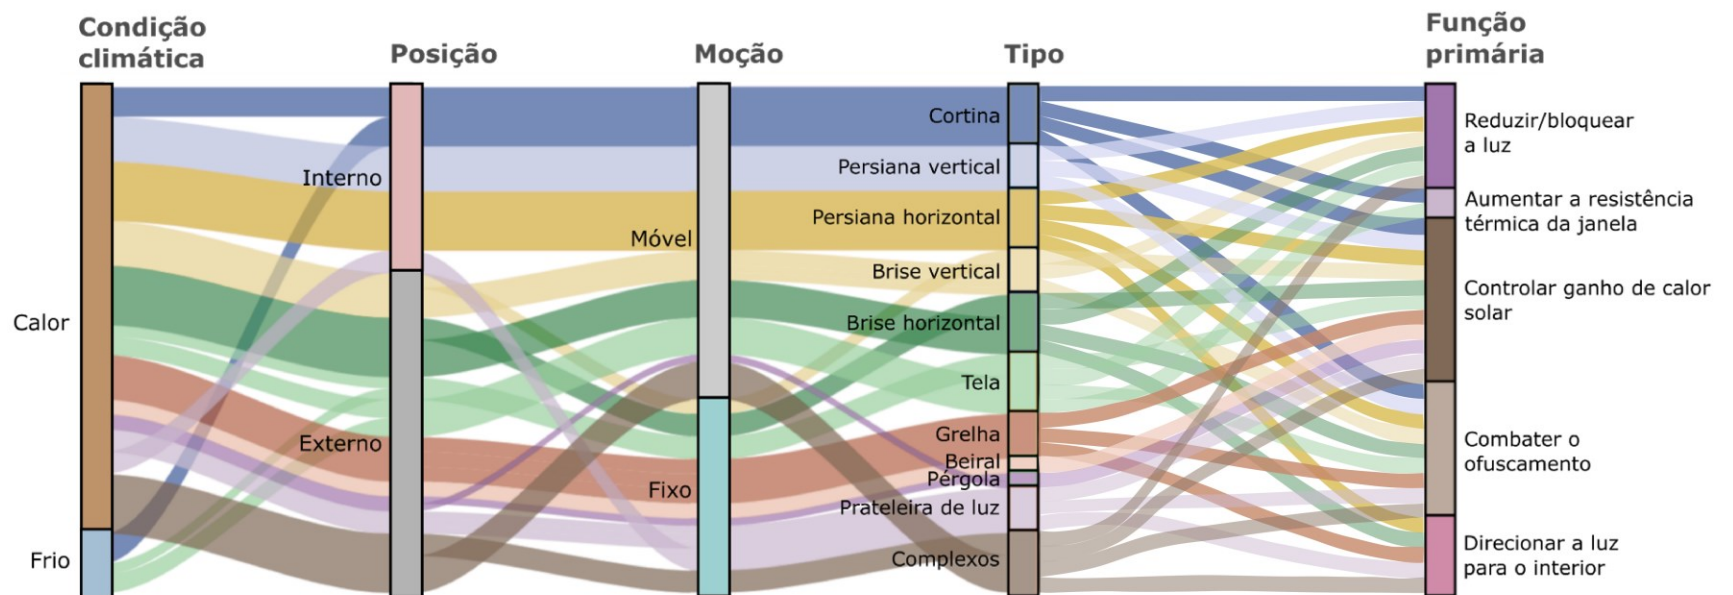 Condição
climática
Posição
Moção
Tipo
Função
primária
Calor
Frio
Interno
Externo
Móvel
Fixo
Cortina
Persiana vertical
Persiana horizontal
Brise vertical
Brise horizontal
Tela
Grelha
Beiral
Pérgola
Prateleira de luz
Complexos
Reduzir/bloquear
a luz
Aumentar a resistência
térmica da janela
Controlar ganho de calor
solar
Combater o
ofuscamento
Direcionar a luz
para o interior